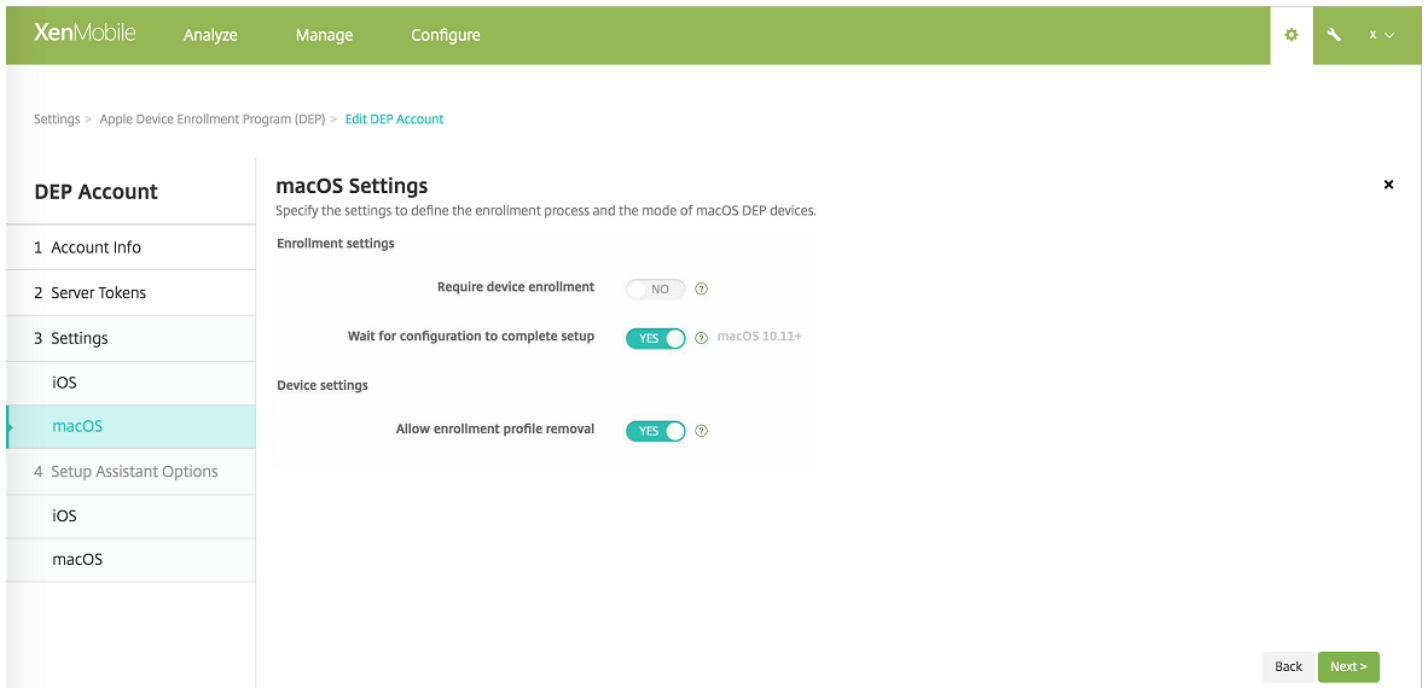 XenMobile Analyze Manage Configure X
Settings > Apple Device Enrollment Program (DEP) > Edit DEP Account
DEP Account
1 Account Info
2 Server Tokens
3 Settings
iOS
macOS
4 Setup Assistant Options
iOS
macOS
macOS Settings
Specify the settings to define the enrollment process and the mode of macOS DEP devices.
Enrollment settings
Require device enrollment NO ?
Wait for configuration to complete setup YES ? macOS 10.11+
Device settings
Allow enrollment profile removal YES ?
Back Next >